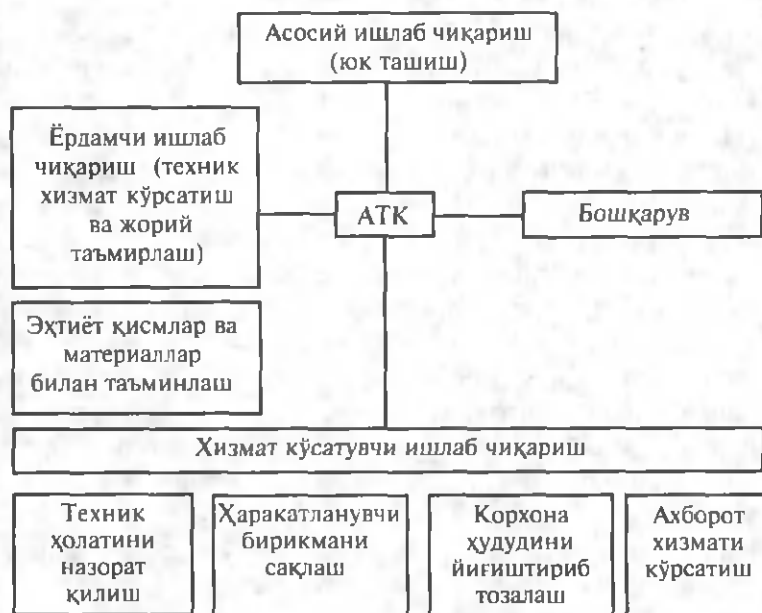 Асосий ишлаб чиқариш
(юк ташиш)
Ёрдамчи ишлаб
чиқариш (техник
хизмат кўрсатиш
ва жорий
таъмирлаш)
АТК
Бошқарув
Эҳтиёт қисмлар ва
материаллар
билан таъминлаш
Хизмат кўсатувчи ишлаб чиқариш
Техник
ҳолатини
назорат
қилиш
Ҳаракатланувчи
бирикмани
сақлаш
Корхона
ҳудудини
йиғиштириб
тозалаш
Ахборот
хизмати
кўрсатиш